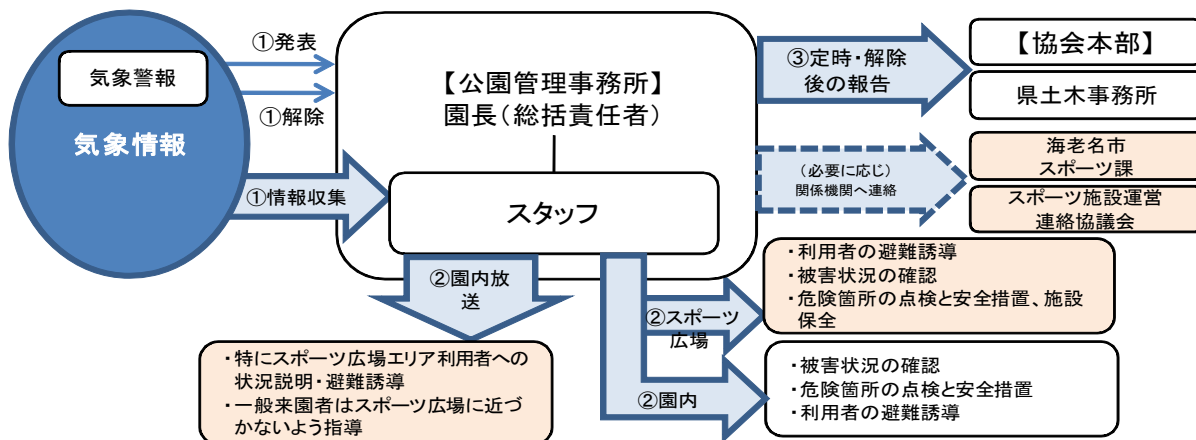 気象警報
気象情報
①発表
①解除
①情報収集
【公園管理事務所】
園長(総括責任者)
スタッフ
③定時・解除
後の報告
【協会本部】
県土木事務所
(必要に応じ)
関係機関へ連絡
海老名市
スポーツ課
スポーツ施設運営
連絡協議会
②園内放
送
・特にスポーツ広場エリア利用者への
状況説明・避難誘導
・一般来園者はスポーツ広場に近づ
かないよう指導
②スポーツ
広場
・利用者の避難誘導
・被害状況の確認
・危険箇所の点検と安全措置、施設
保全
②園内
・被害状況の確認
・危険箇所の点検と安全措置
・利用者の避難誘導